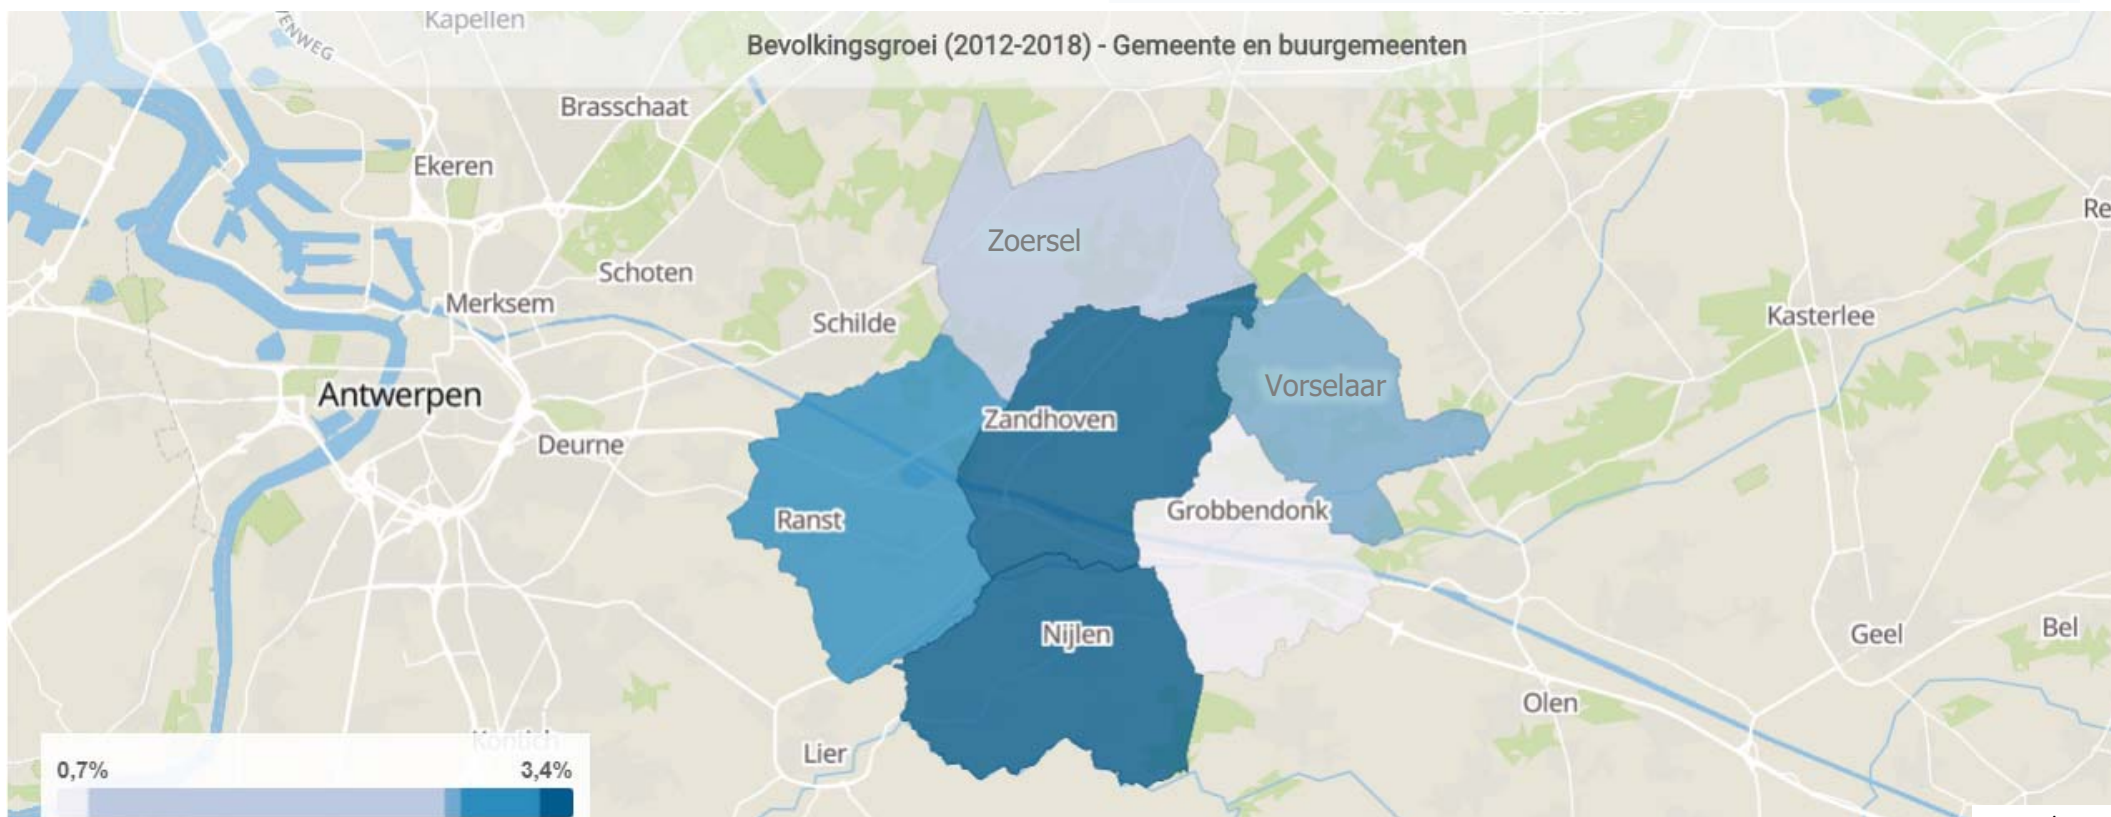 Kapellen
Bevolkingsgroei (2012-2018) - Gemeente en buurgemeenten
Brasschaat
Ekeren
Re
Zoersel
Schoten
Merksem
Schilde
Kasterlee
Antwerpen
Vorselaar
Zandhoven
Deurne
Grobbendonk
Ranst
Nijlen
Geel
Bel
Olen
Kontich
Lier
0,7% 3,4%